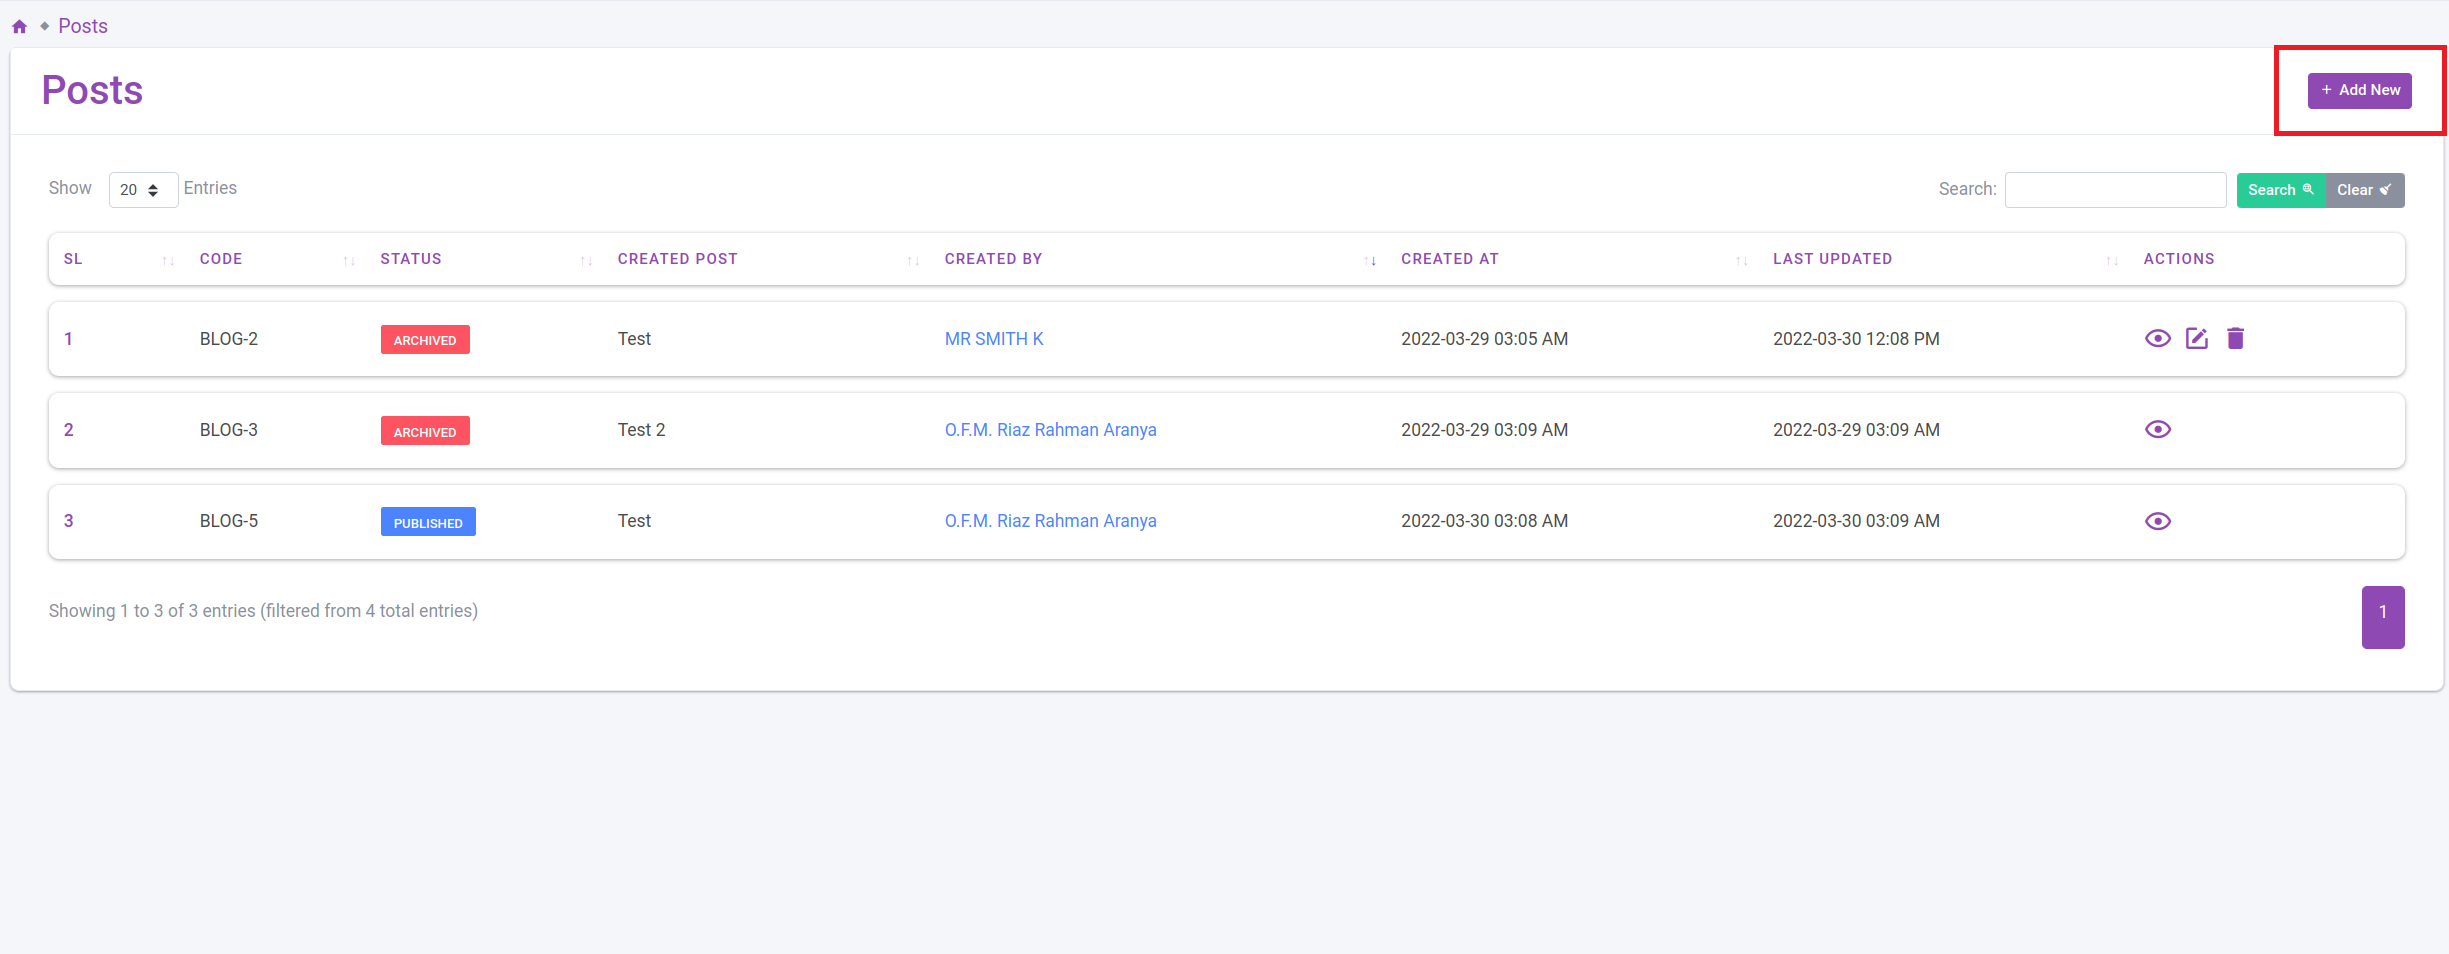 Posts
Posts
+ Add New
Show 20 Entries Search: Search Clear
SL CODE STATUS CREATED POST CREATED BY CREATED AT LAST UPDATED ACTIONS
1 BLOG-2 ARCHIVED Test MR SMITH K 2022-03-29 03:05 AM 2022-03-30 12:08 PM
2 BLOG-3 ARCHIVED Test 2 O.F.M. Riaz Rahman Aranya 2022-03-29 03:09 AM 2022-03-29 03:09 AM
3 BLOG-5 PUBLISHED Test O.F.M. Riaz Rahman Aranya 2022-03-30 03:08 AM 2022-03-30 03:09 AM
Showing 1 to 3 of 3 entries (filtered from 4 total entries) 1